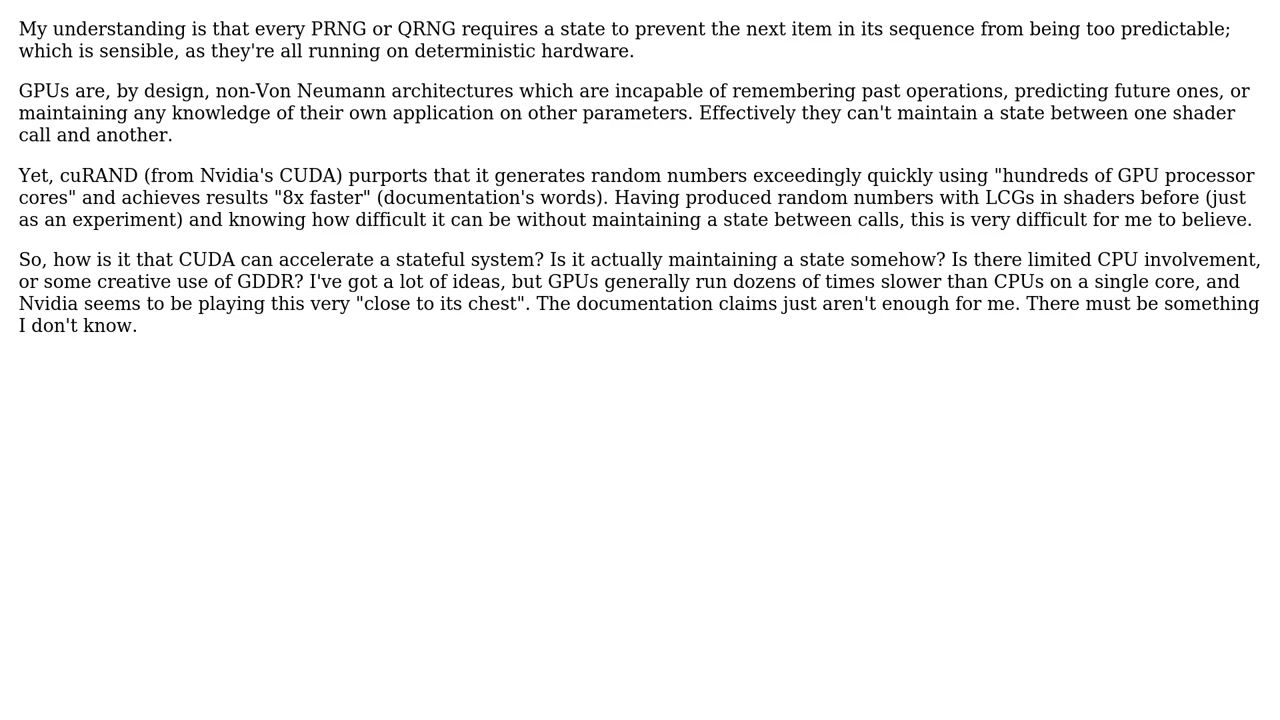 My understanding is that every PRNG or QRNG requires a state to prevent the next item in its sequence from being too predictable;
which is sensible, as they're all running on deterministic hardware.
GPUs are, by design, non-Von Neumann architectures which are incapable of remembering past operations, predicting future ones, or
maintaining any knowledge of their own application on other parameters. Effectively they can't maintain a state between one shader
call and another.
Yet, cuRAND (from Nvidia's CUDA) purports that it generates random numbers exceedingly quickly using "hundreds of GPU processor
cores" and achieves results "8x faster" (documentation's words). Having produced random numbers with LCGs in shaders before (just
as an experiment) and knowing how difficult it can be without maintaining a state between calls, this is very difficult for me to believe.
So, how is it that CUDA can accelerate a stateful system? Is it actually maintaining a state somehow? Is there limited CPU involvement,
or some creative use of GDDR? I've got a lot of ideas, but GPUs generally run dozens of times slower than CPUs on a single core, and
Nvidia seems to be playing this very "close to its chest". The documentation claims just aren't enough for me. There must be something
I don't know.